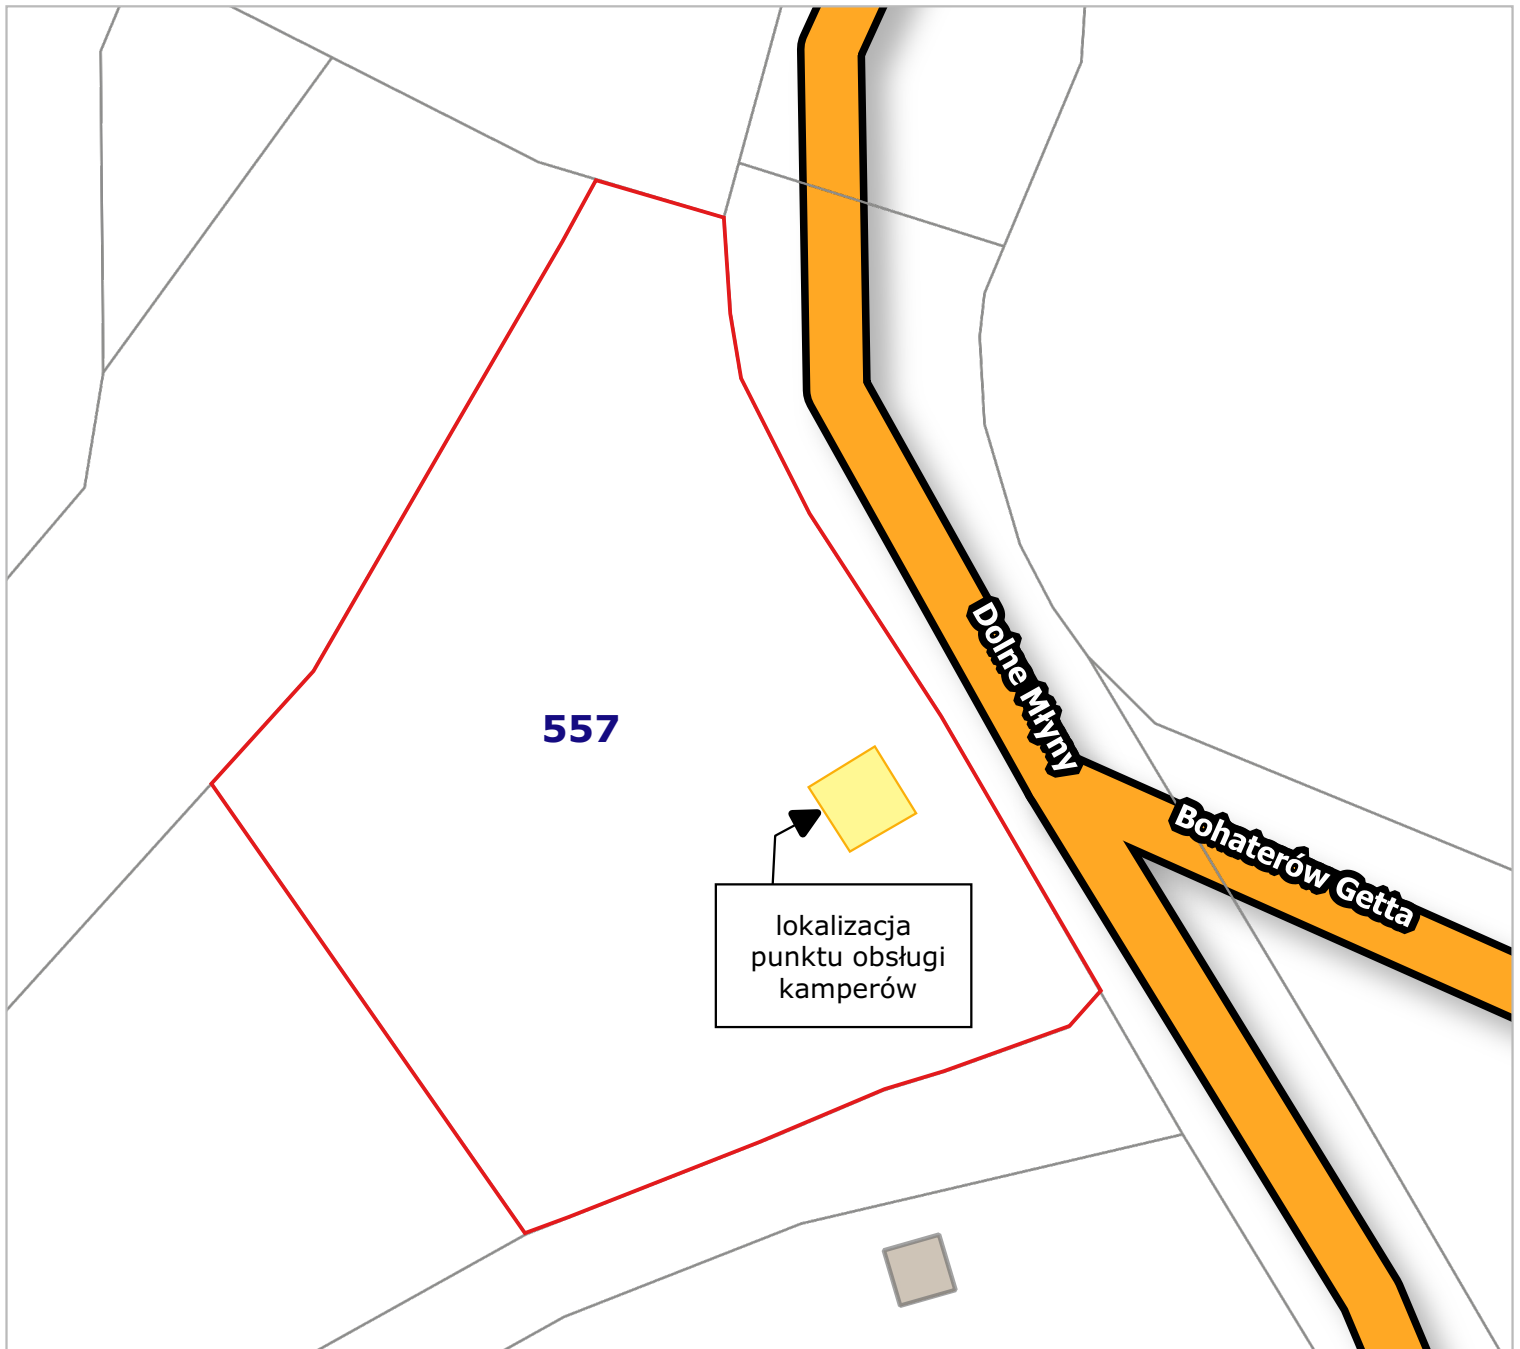 Dolne Młyny
557
Bohaterów Getta
lokalizacja
punktu obsługi
kamperów